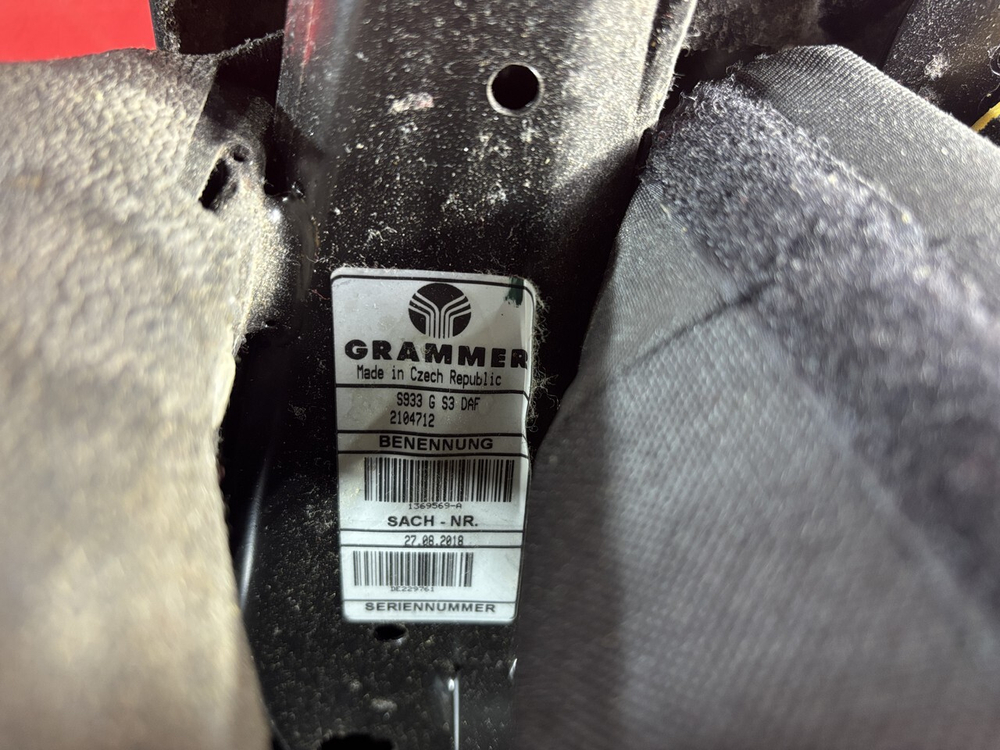 GRAMMER
Made in Czech Republic
S933 G S3 DAF
2104712
BENENNUNG
1369569-A
SACH - NR.
27.08.2018
DE229761
SERIENNUMMER